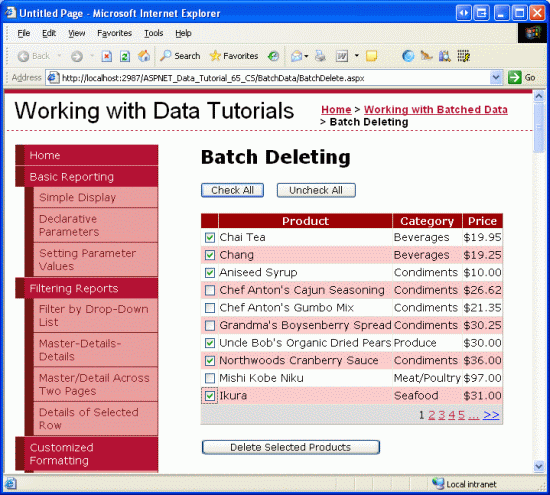 Untitled Page - Microsoft Internet Explorer
File Edit View Favorites Tools Help
Back Search Favorites
Address http://localhost:2987/ASPNET_Data_Tutorial_65_CS/BatchData/BatchDelete.aspx Go
Working with Data Tutorials
Home > Working with Batched Data
> Batch Deleting
Home
Basic Reporting
Simple Display
Declarative
Parameters
Setting Parameter
Values
Filtering Reports
Filter by Drop-Down
List
Master-Details-
Details
Master/Detail Across
Two Pages
Details of Selected
Row
Customized
Formatting
Batch Deleting
Check All Uncheck All
Product Category Price
Chai Tea Beverages $19.95
Chang Beverages $19.25
Aniseed Syrup Condiments $10.00
Chef Anton's Cajun Seasoning Condiments $26.62
Chef Anton's Gumbo Mix Condiments $21.35
Grandma's Boysenberry Spread Condiments $30.25
Uncle Bob's Organic Dried Pears Produce $30.00
Northwoods Cranberry Sauce Condiments $36.00
Mishi Kobe Niku Meat/Poultry $97.00
Ikura Seafood $31.00
1 2 3 4 5 ... >>
Delete Selected Products
Local intranet